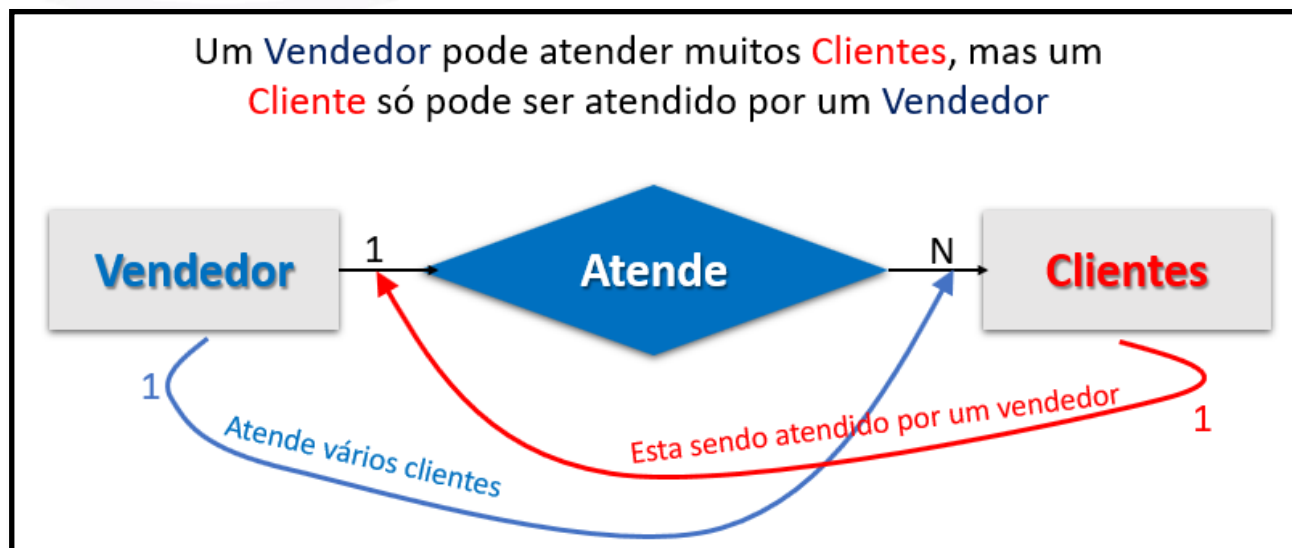 Um Vendedor pode atender muitos Clientes, mas um
Cliente só pode ser atendido por um Vendedor
Vendedor
1
Atende
N
Clientes
1
Atende vários clientes
Esta sendo atendido por um vendedor
1